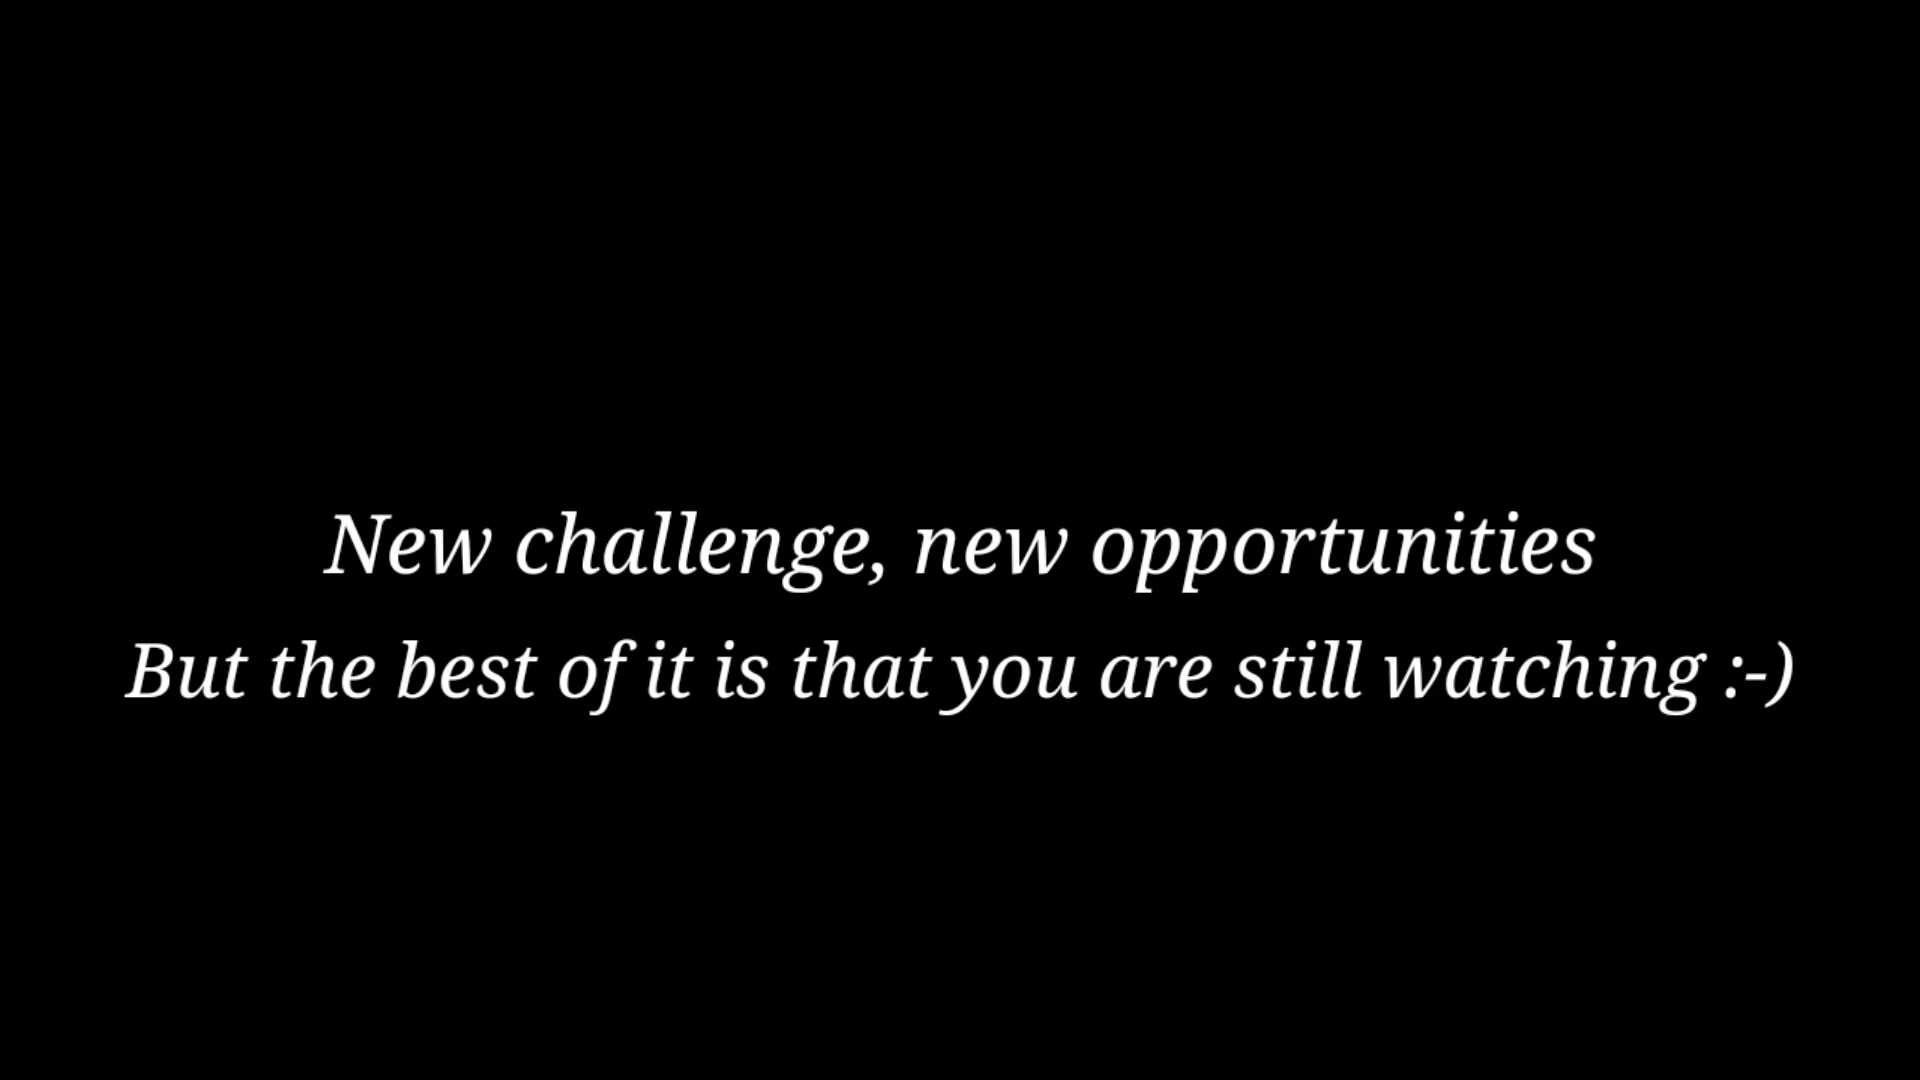 New challenge, new opportunities
But the best of it is that you are still watching :-)